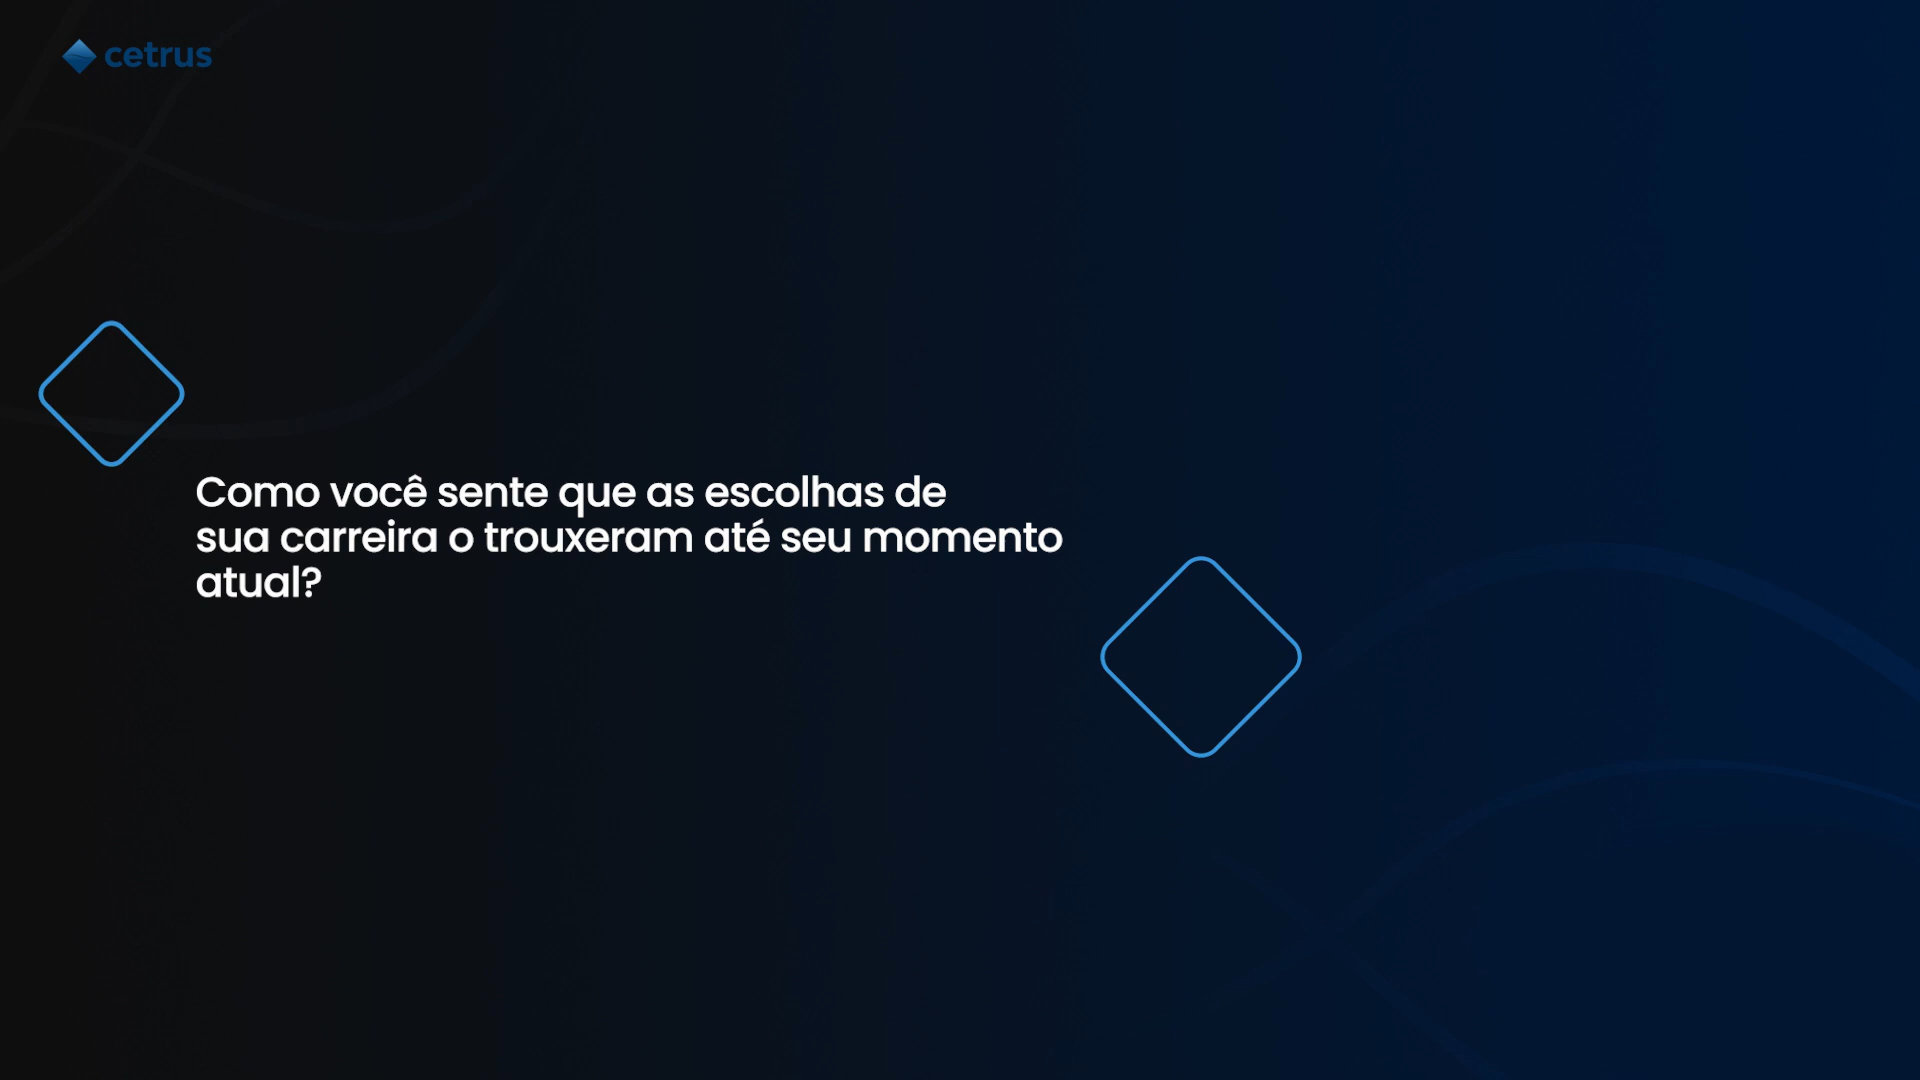 cetrus
Como você sente que as escolhas de
sua carreira o trouxeram até seu momento
atual?